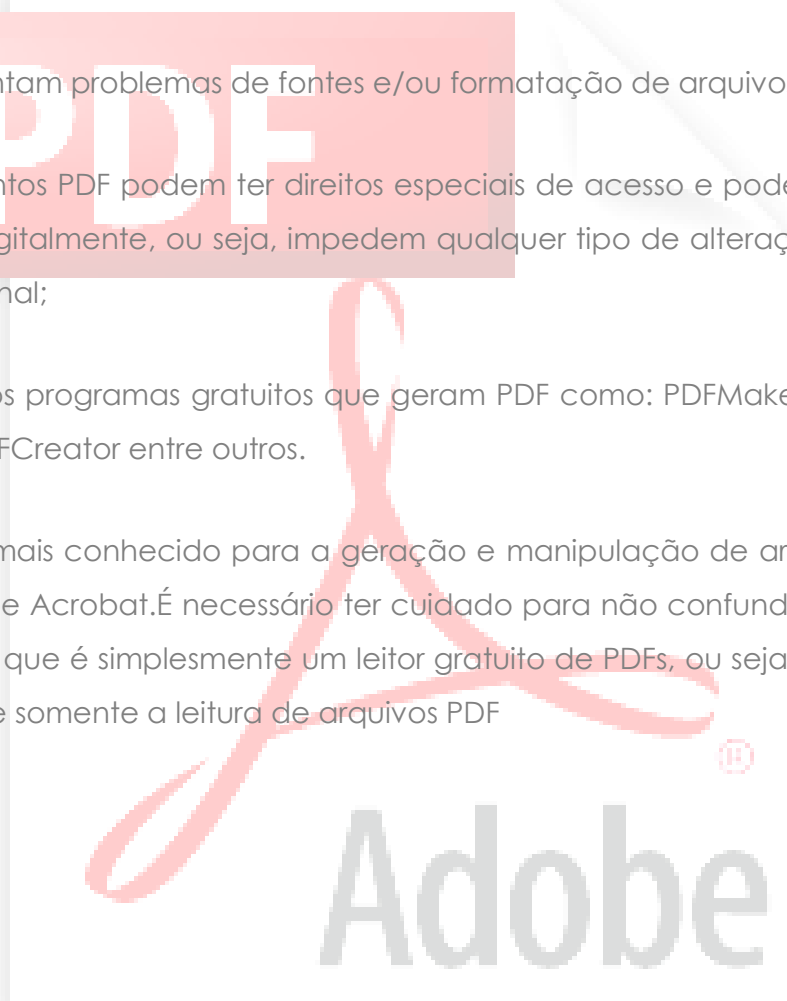 PDF
ntam problemas de fontes e/ou formatação de arquivo
ntos PDF podem ter direitos especiais de acesso e pode
gitalmente, ou seja, impedem qualquer tipo de alteraç
nal;
os programas gratuitos que geram PDF como: PDFMake
FCreator entre outros.
mais conhecido para a geração e manipulação de ar
e Acrobat.É necessário ter cuidado para não confund
que é simplesmente um leitor gratuito de PDFs, ou seja
e somente a leitura de arquivos PDF
®
Adobe